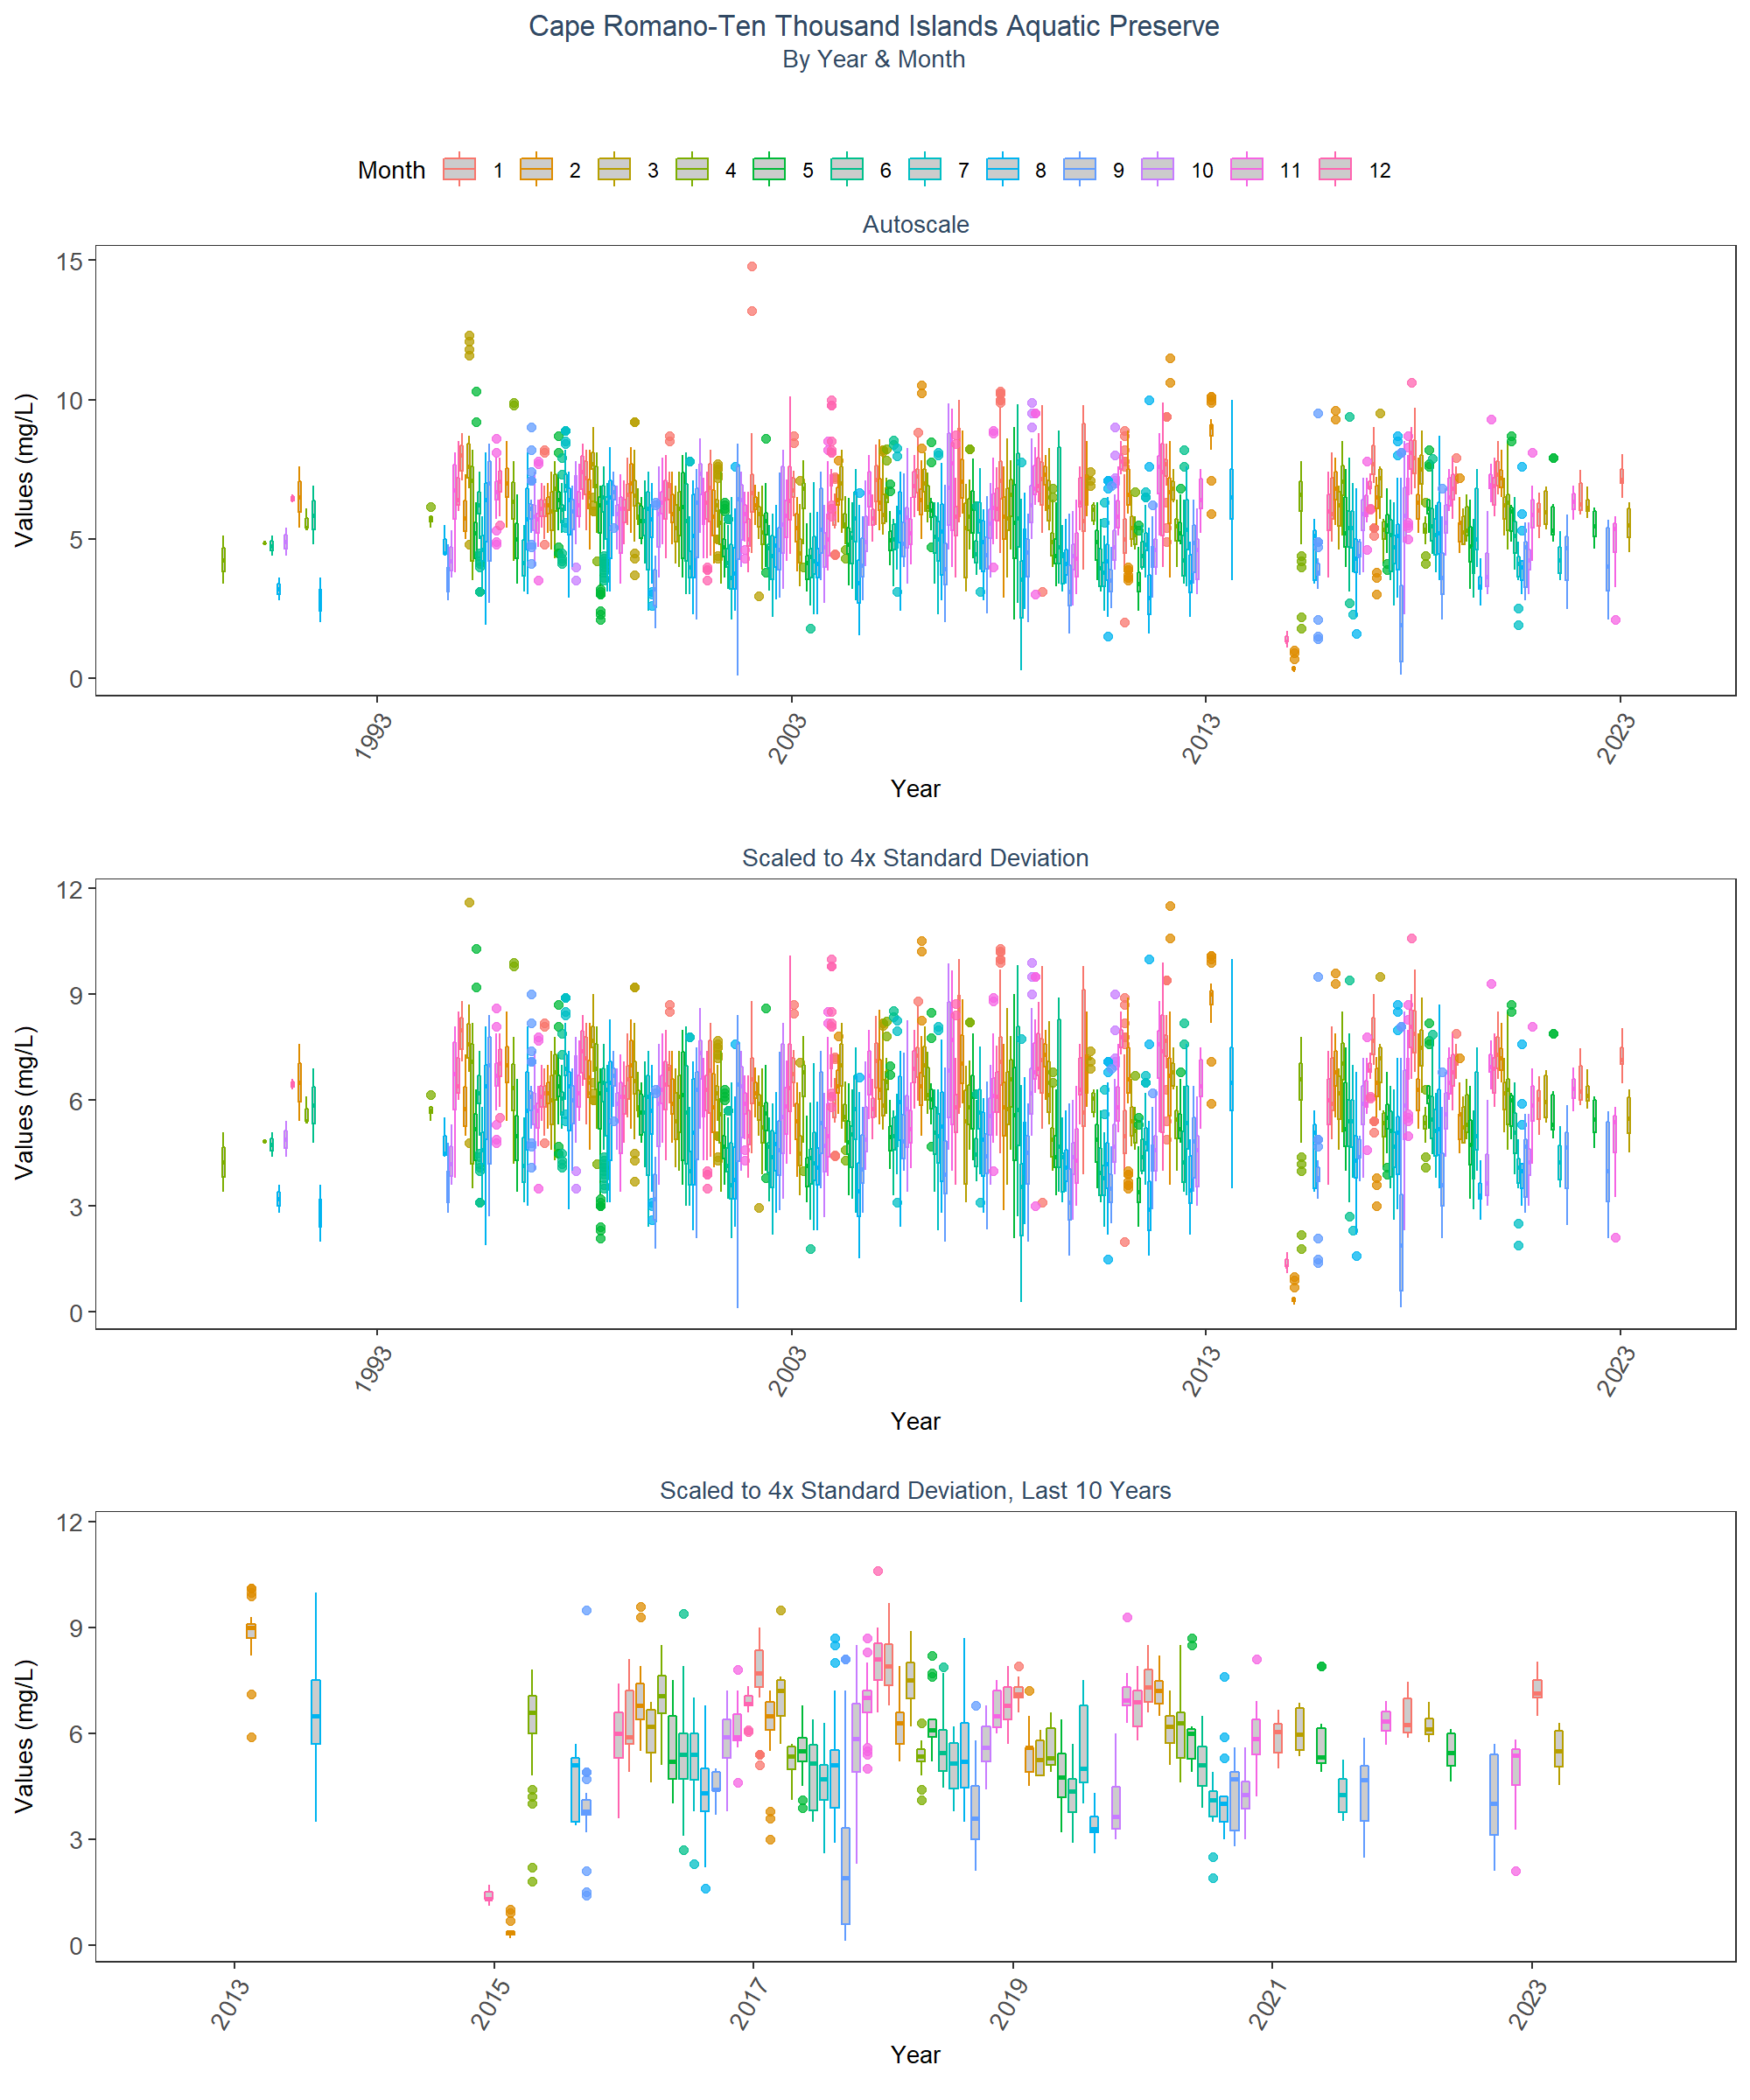 Cape Romano-Ten Thousand Islands Aquatic Preserve
By Year & Month
Month 1 2 3 4 5 6 7 8 9 10 11 12
Autoscale
Values (mg/L)
15
10
5
0
1993 2003 2013 2023
Year
Scaled to 4x Standard Deviation
Values (mg/L)
12
9
6
3
0
1993 2003 2013 2023
Year
Scaled to 4x Standard Deviation, Last 10 Years
Values (mg/L)
12
9
6
3
0
2013 2015 2017 2019 2021 2023
Year